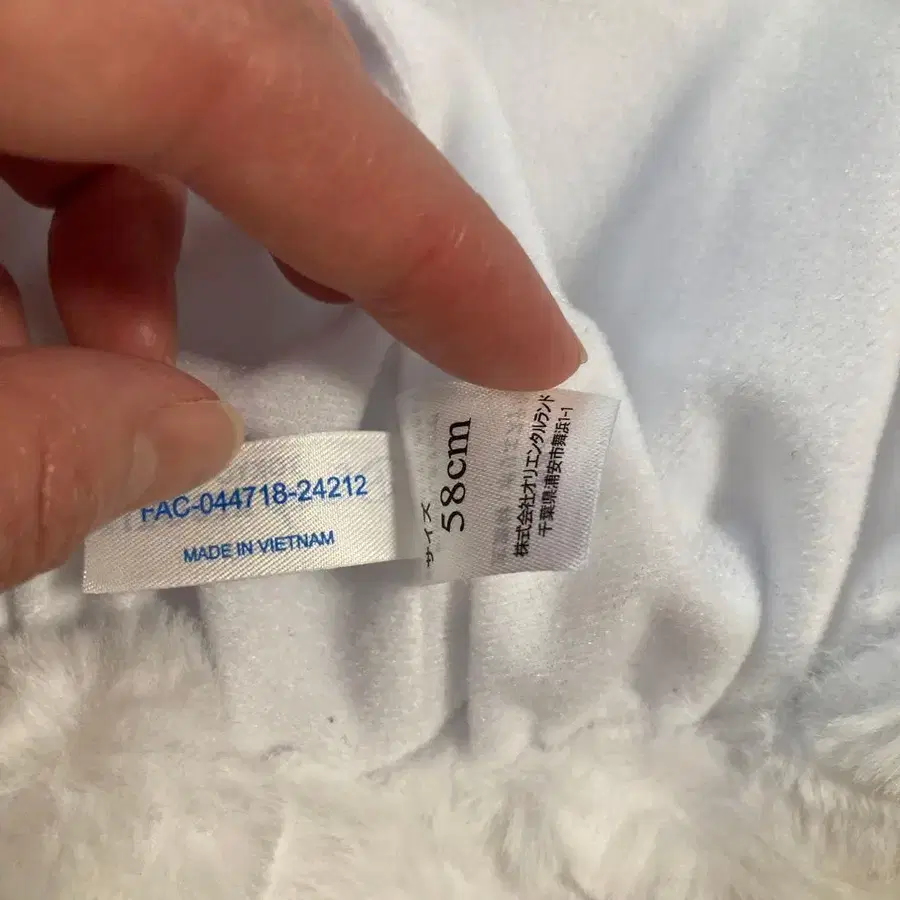 FAC-044718-24212
MADE IN VIETNAM
サイズ
58cm
株式会社オリエンタルランド
千葉県浦安市舞浜1-1